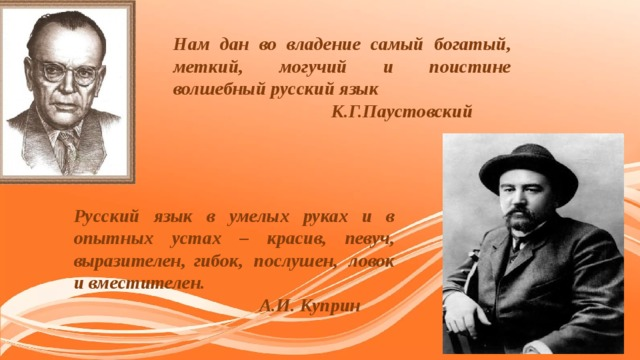 Нам дан во владение самый богатый,
меткий, могучий и поистине
волшебный русский язык
К.Г.Паустовский
Русский язык в умелых руках и в
опытных устах – красив, певуч,
выразителен, гибок, послушен, ловок
и вместителен.
А.И. Куприн